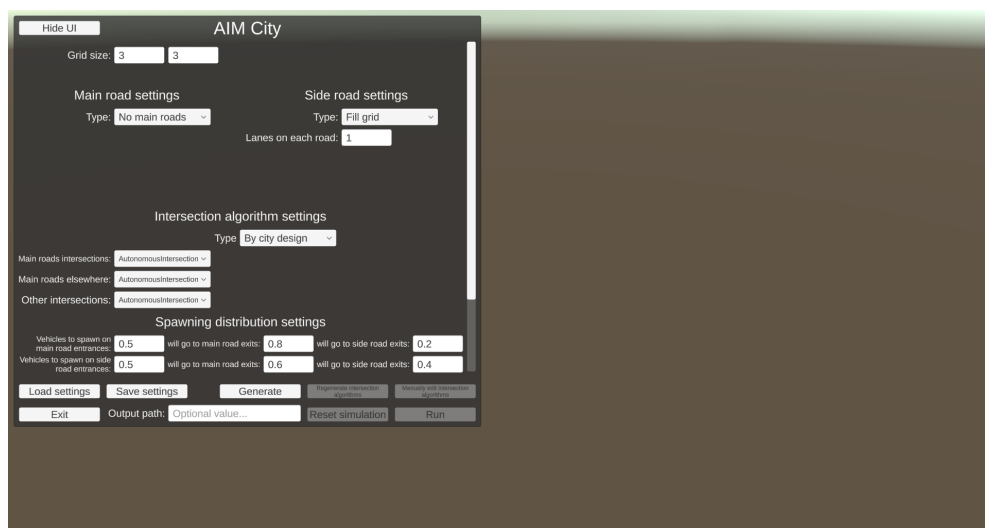 Hide UI
AIM City
Grid size: 3 3
Main road settings
Side road settings
Type: No main roads
Type: Fill grid
Lanes on each road: 1
Intersection algorithm settings
Type By city design
Main roads intersections: AutonomousIntersection
Main roads elsewhere: AutonomousIntersection
Other intersections: AutonomousIntersection
Spawning distribution settings
Vehicles to spawn on
main road entrances: 0.5 will go to main road exits: 0.8 will go to side road exits: 0.2
Vehicles to spawn on side
road entrances: 0.5 will go to main road exits: 0.6 will go to side road exits: 0.4
Load settings Save settings Generate
Regenerate intersection
algorithms
Manually edit intersection
algorithms
Exit Output path: Optional value... Reset simulation Run